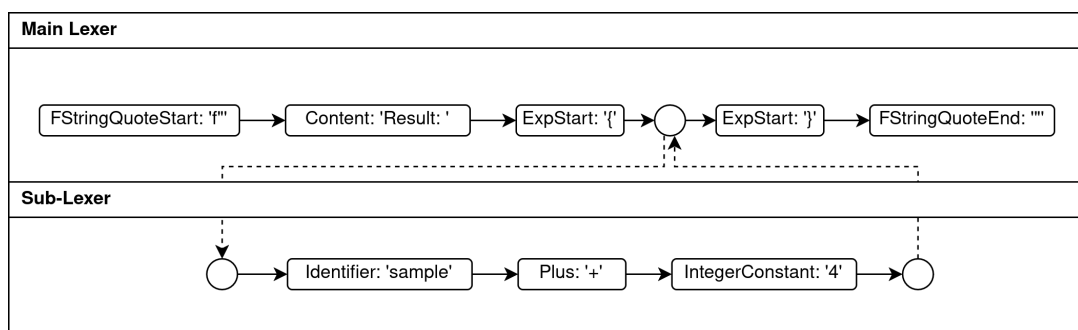 Main Lexer
FStringQuoteStart: 'f"'
Content: 'Result: '
ExpStart: '{'
ExpStart: '}'
FStringQuoteEnd: '"'
Sub-Lexer
Identifier: 'sample'
Plus: '+'
IntegerConstant: '4'